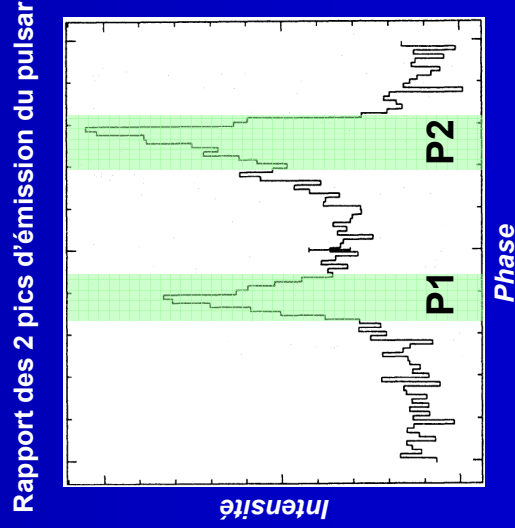 Rapport des 2 pics d'émission du pulsar
Intensité
P1
P2
Phase